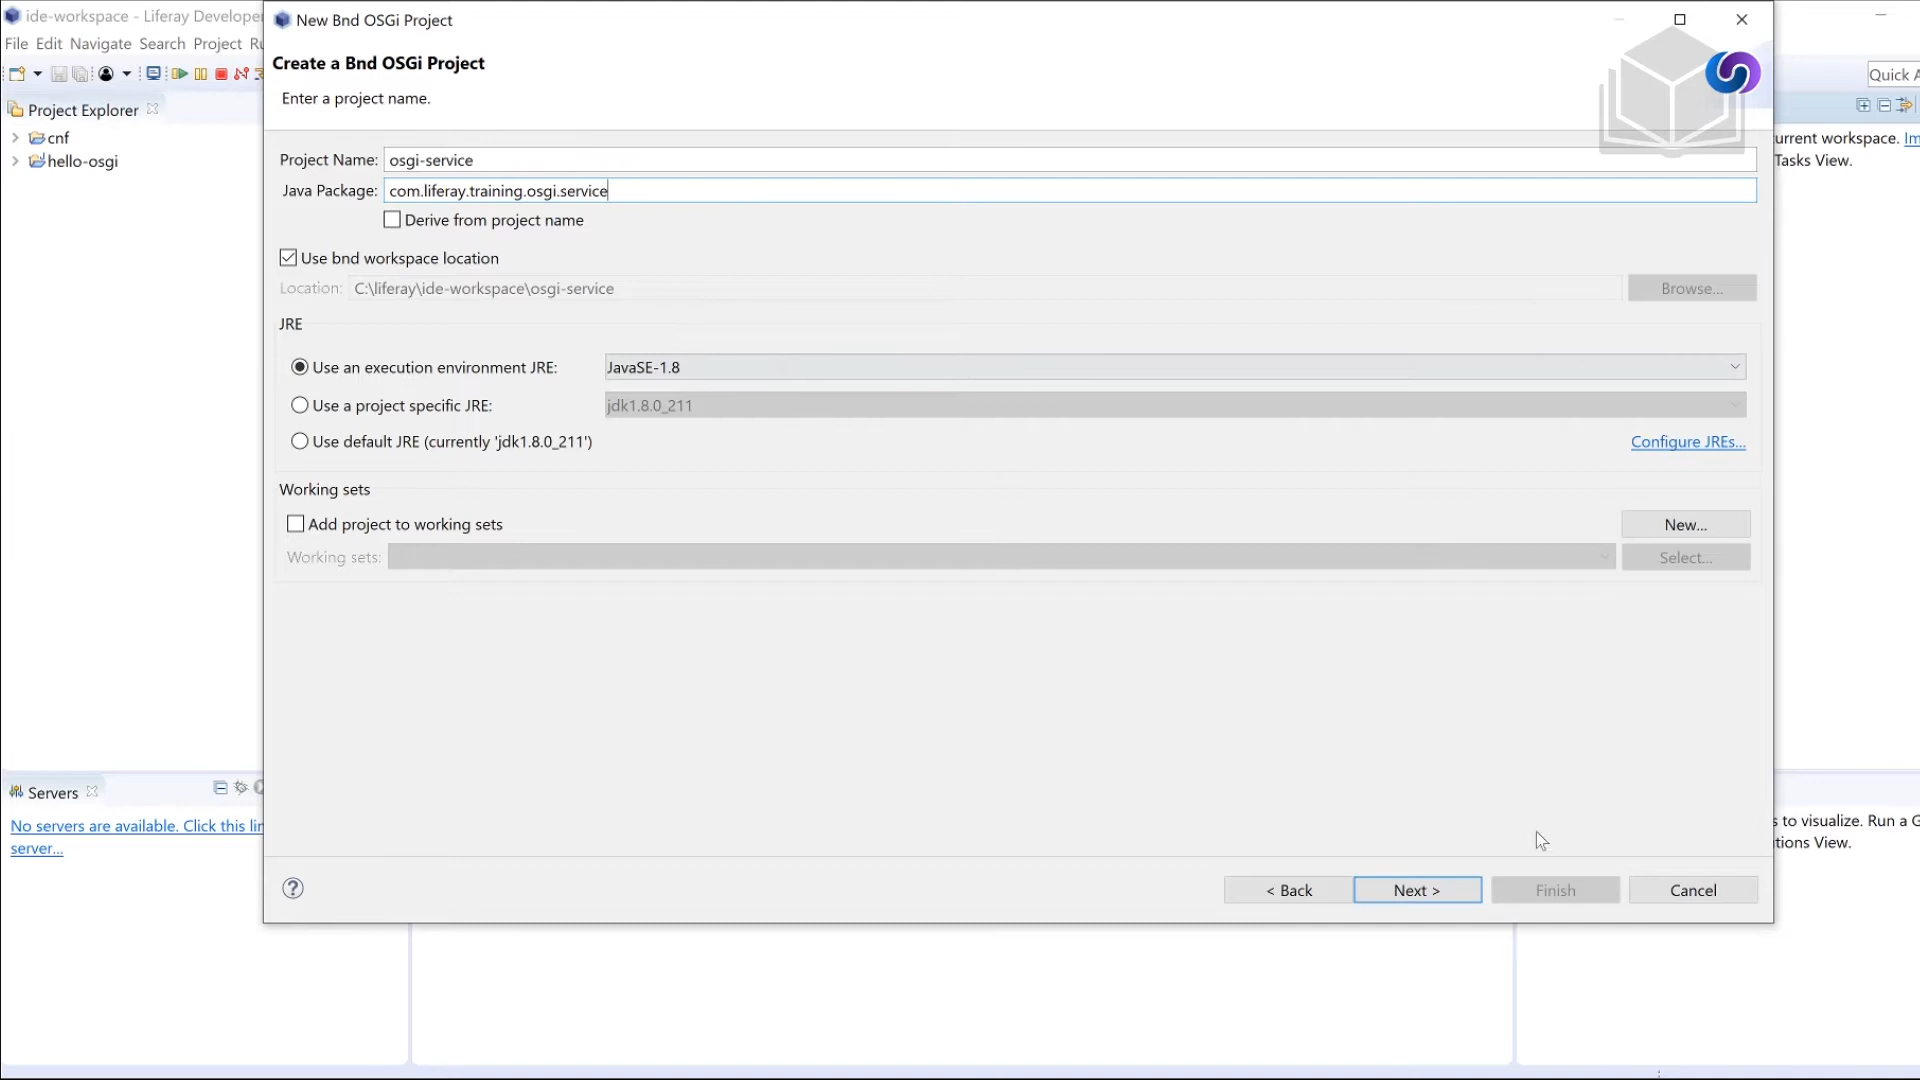 ide-workspace - Liferay Developer
File Edit Navigate Search Project Ru
Quick A
Project Explorer
cnf
hello-osgi
New Bnd OSGi Project
Create a Bnd OSGi Project
Enter a project name.
Project Name: osgi-service
Java Package: com.liferay.training.osgi.service
Derive from project name
Use bnd workspace location
Location: C:\liferay\ide-workspace\osgi-service Browse...
JRE
Use an execution environment JRE: JavaSE-1.8
Use a project specific JRE: jdk1.8.0_211
Use default JRE (currently 'jdk1.8.0_211') Configure JREs...
Working sets
Add project to working sets New...
Working sets: Select...
? < Back Next > Finish Cancel
urrent workspace. Im
Tasks View.
Servers
No servers are available. Click this lin
server...
s to visualize. Run a G
tions View.